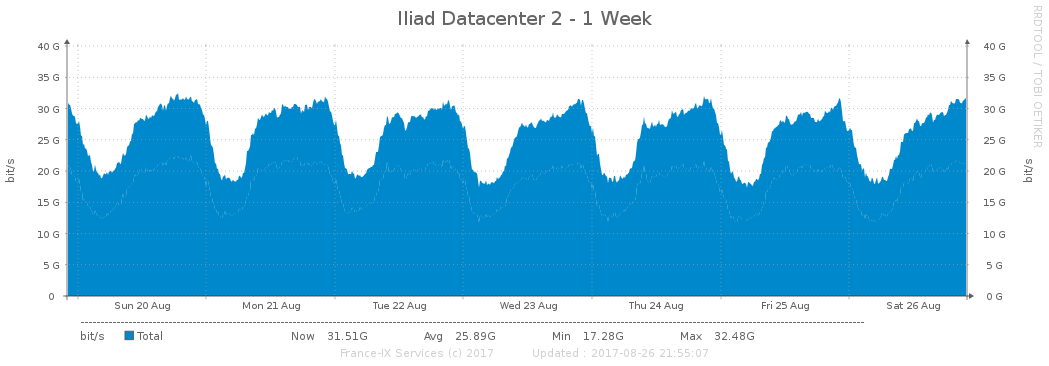 Iliad Datacenter 2 - 1 Week
RRDTOOL / TOBI OETIKER
bit/s
40 G
35 G
30 G
25 G
20 G
15 G
10 G
5 G
0
40 G
35 G
30 G
25 G
20 G
15 G
10 G
5 G
0 G
bit/s
Sun 20 Aug Mon 21 Aug Tue 22 Aug Wed 23 Aug Thu 24 Aug Fri 25 Aug Sat 26 Aug
bit/s Total Now 31.51G Avg 25.89G Min 17.28G Max 32.48G
France-IX Services (c) 2017 Updated : 2017-08-26 21:55:07